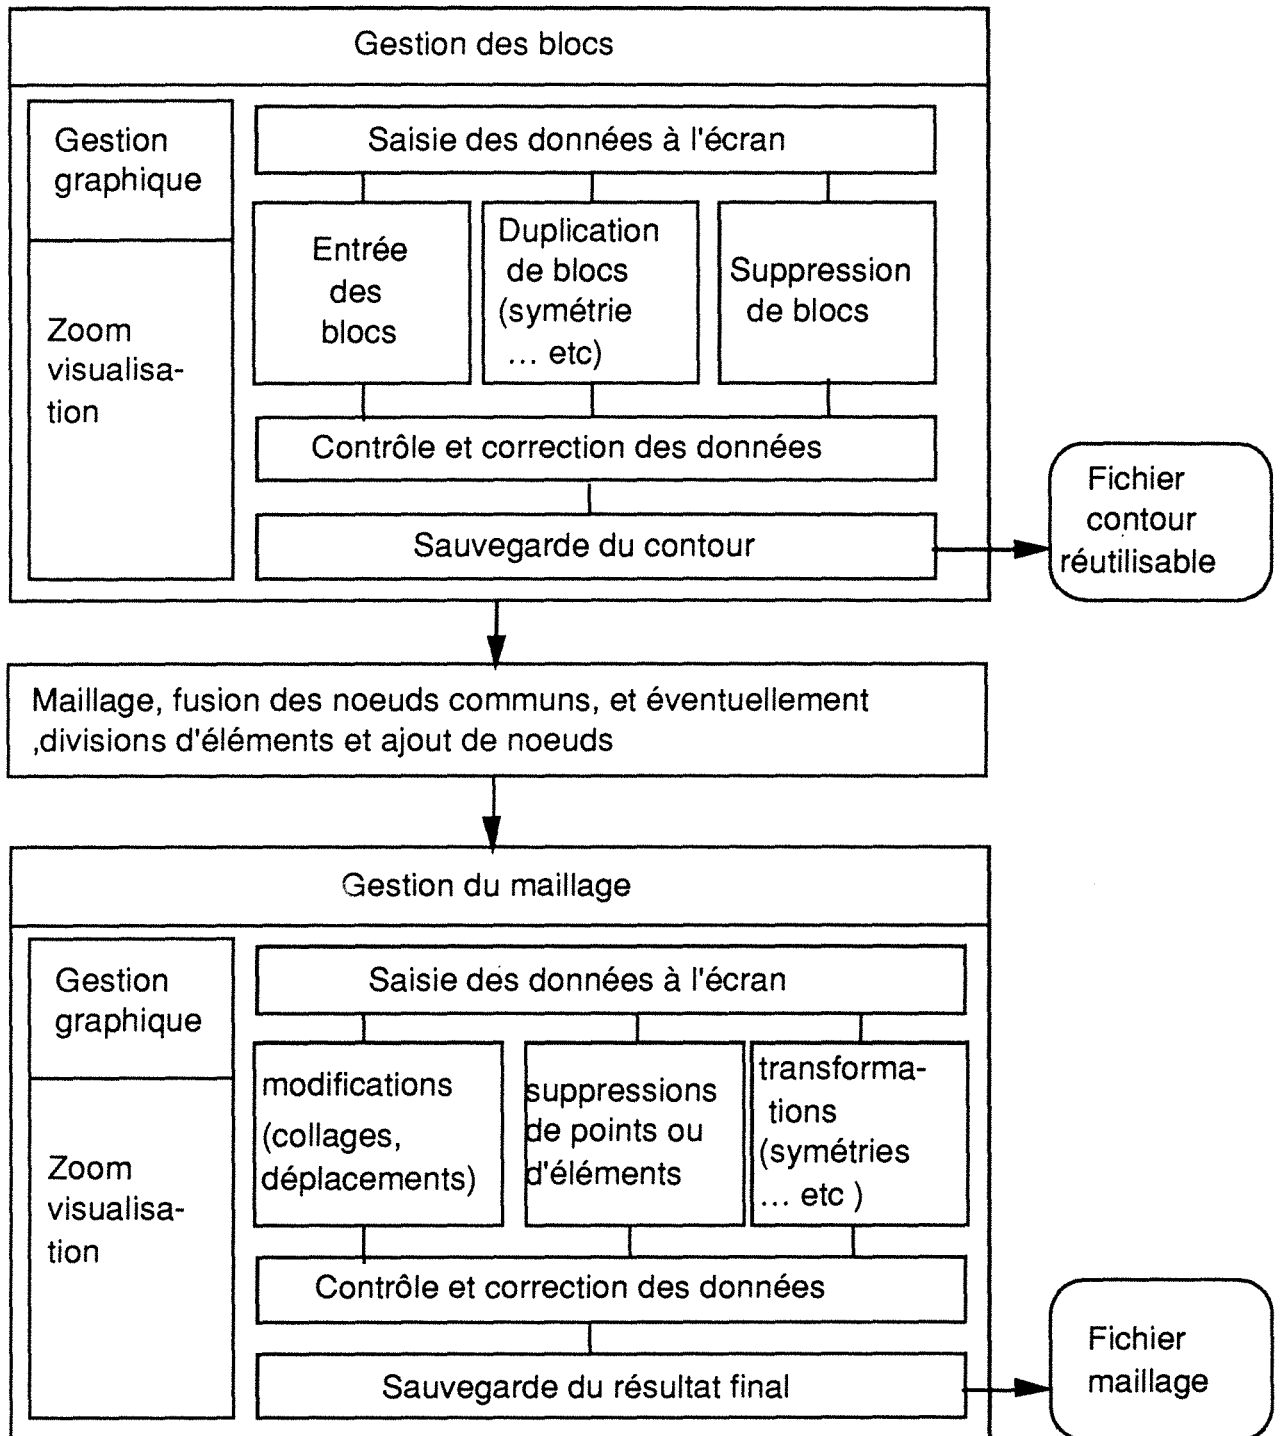 Gestion des blocs
Gestion
graphique
Zoom
visualisa-
tion
Saisie des données à l'écran
Entrée
des
blocs
Duplication
de blocs
(symétrie
... etc)
Suppression
de blocs
Contrôle et correction des données
Sauvegarde du contour
Fichier
contour
réutilisable
Maillage, fusion des noeuds communs, et éventuellement
,divisions d'éléments et ajout de noeuds
Gestion du maillage
Gestion
graphique
Zoom
visualisa-
tion
Saisie des données à l'écran
modifications
(collages,
déplacements)
suppressions
de points ou
d'éléments
transforma-
tions
(symétries
... etc )
Contrôle et correction des données
Sauvegarde du résultat final
Fichier
maillage